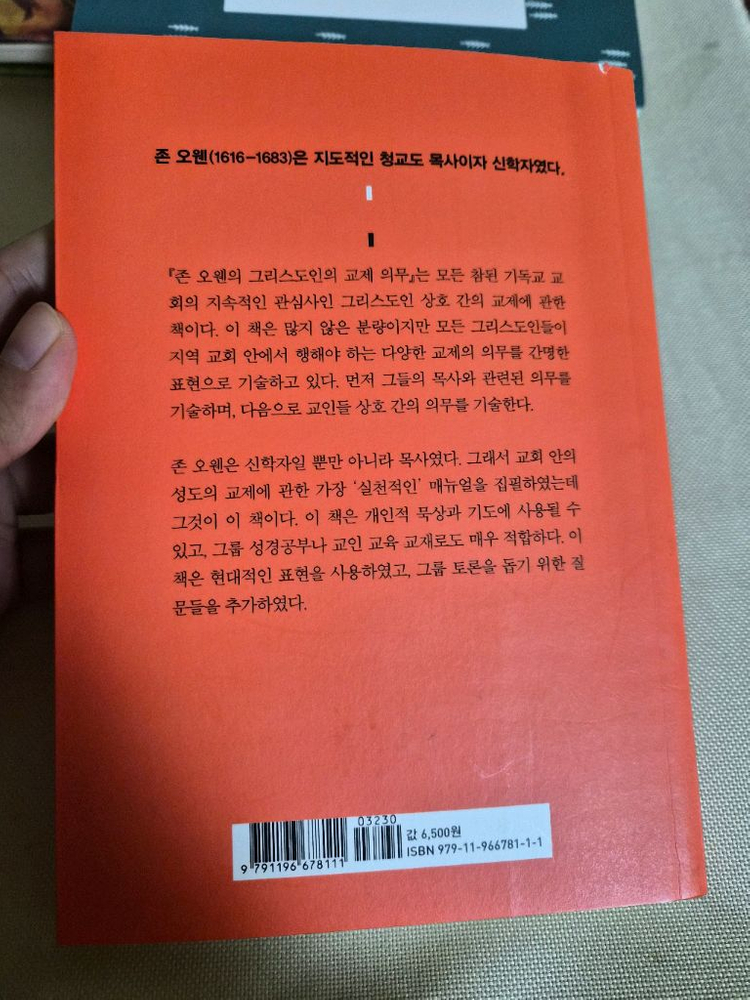 존 오웬(1616-1683)은 지도적인 청교도 목사이자 신학자였다.
『존 오웬의 그리스도인의 교제 의무』는 모든 참된 기독교 교
회의 지속적인 관심사인 그리스도인 상호 간의 교제에 관한
책이다. 이 책은 많지 않은 분량이지만 모든 그리스도인들이
지역 교회 안에서 행해야 하는 다양한 교제의 의무를 간명한
표현으로 기술하고 있다. 먼저 그들의 목사와 관련된 의무를
기술하며, 다음으로 교인들 상호 간의 의무를 기술한다.
존 오웬은 신학자일 뿐만 아니라 목사였다. 그래서 교회 안의
성도의 교제에 관한 가장 ‘실천적인’ 매뉴얼을 집필하였는데
그것이 이 책이다. 이 책은 개인적 묵상과 기도에 사용될 수
있고, 그룹 성경공부나 교인 교육 교재로도 매우 적합하다. 이
책은 현대적인 표현을 사용하였고, 그룹 토론을 돕기 위한 질
문들을 추가하였다.
03230
값 6,500원
ISBN 979-11-966781-1-1
9 791196 678111